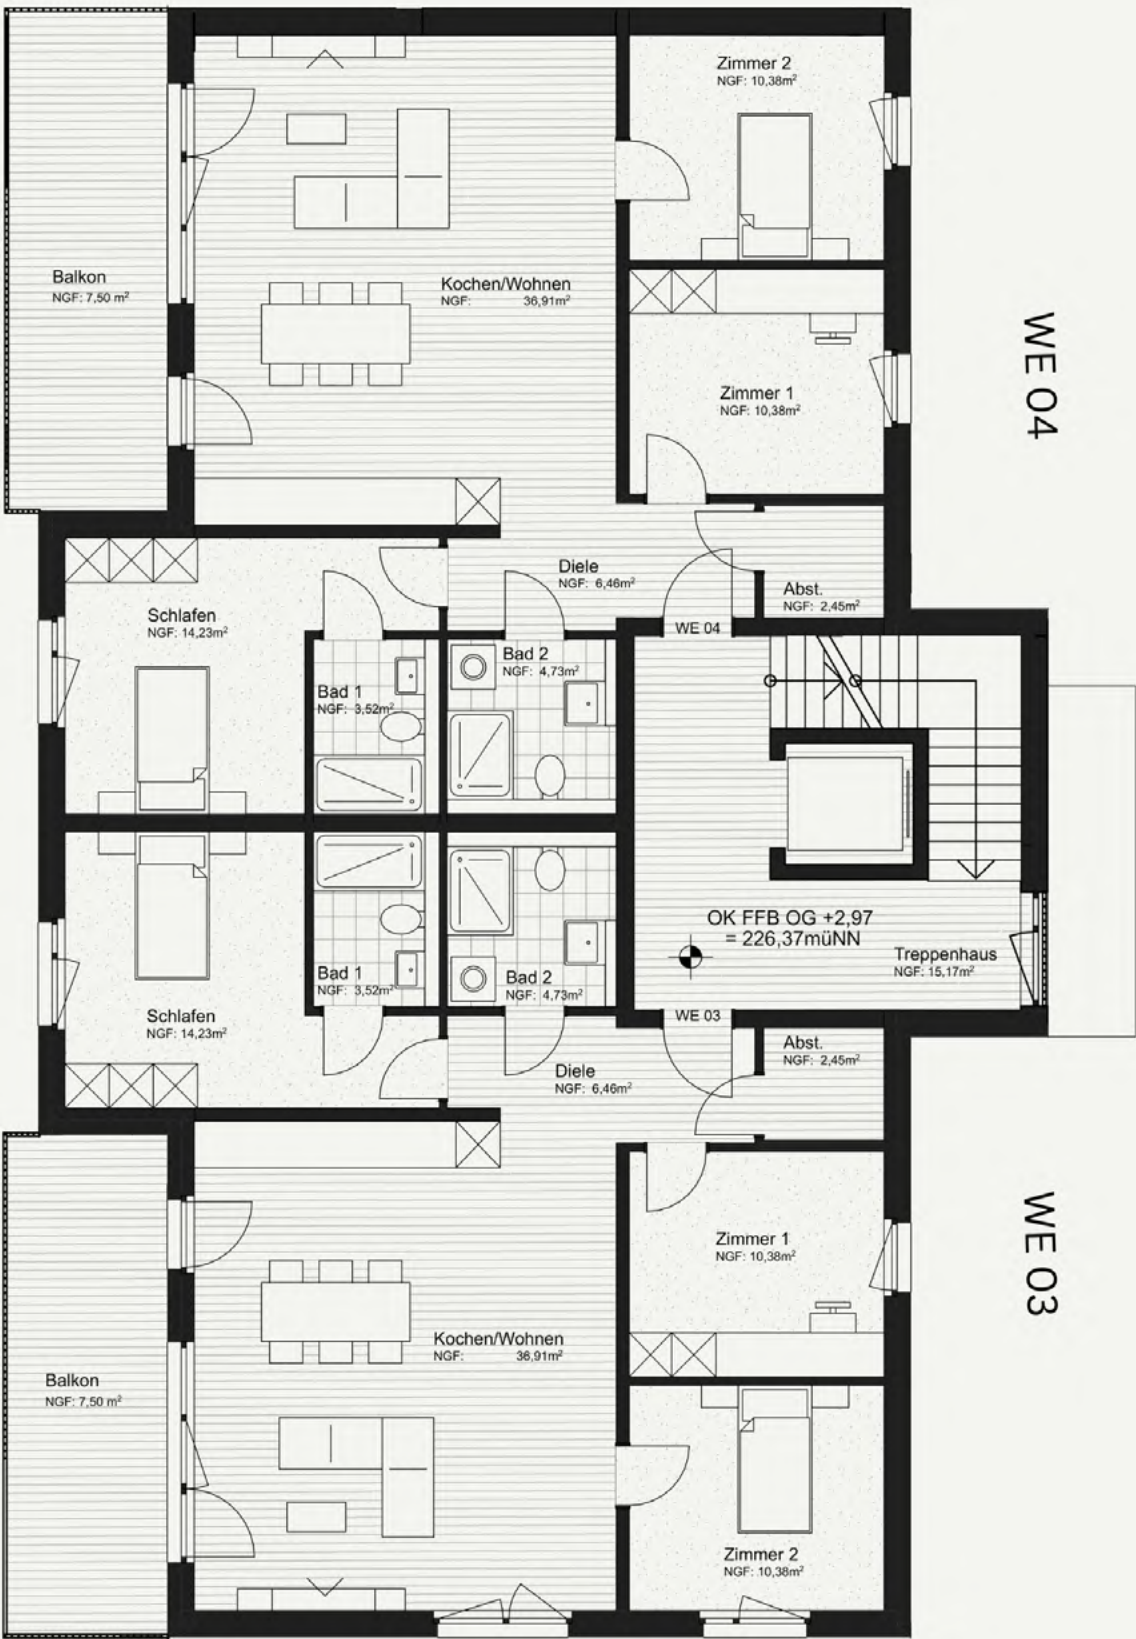 Zimmer 2
NGF: 10,38m²
Balkon
NGF: 7,50 m²
Kochen/Wohnen
NGF: 36,91m²
Zimmer 1
NGF: 10,38m²
WE 04
Diele
NGF: 6,46m²
Abst.
NGF: 2,45m²
Schlafen
NGF: 14,23m²
WE 04
Bad 1
NGF: 3,52m²
Bad 2
NGF: 4,73m²
OK FFB OG +2,97
= 226,37müNN
Treppenhaus
NGF: 15,17m²
Bad 1
NGF: 3,52m²
Bad 2
NGF: 4,73m²
Schlafen
NGF: 14,23m²
WE 03
Diele
NGF: 6,46m²
Abst.
NGF: 2,45m²
Zimmer 1
NGF: 10,38m²
WE 03
Kochen/Wohnen
NGF: 36,91m²
Balkon
NGF: 7,50 m²
Zimmer 2
NGF: 10,38m²